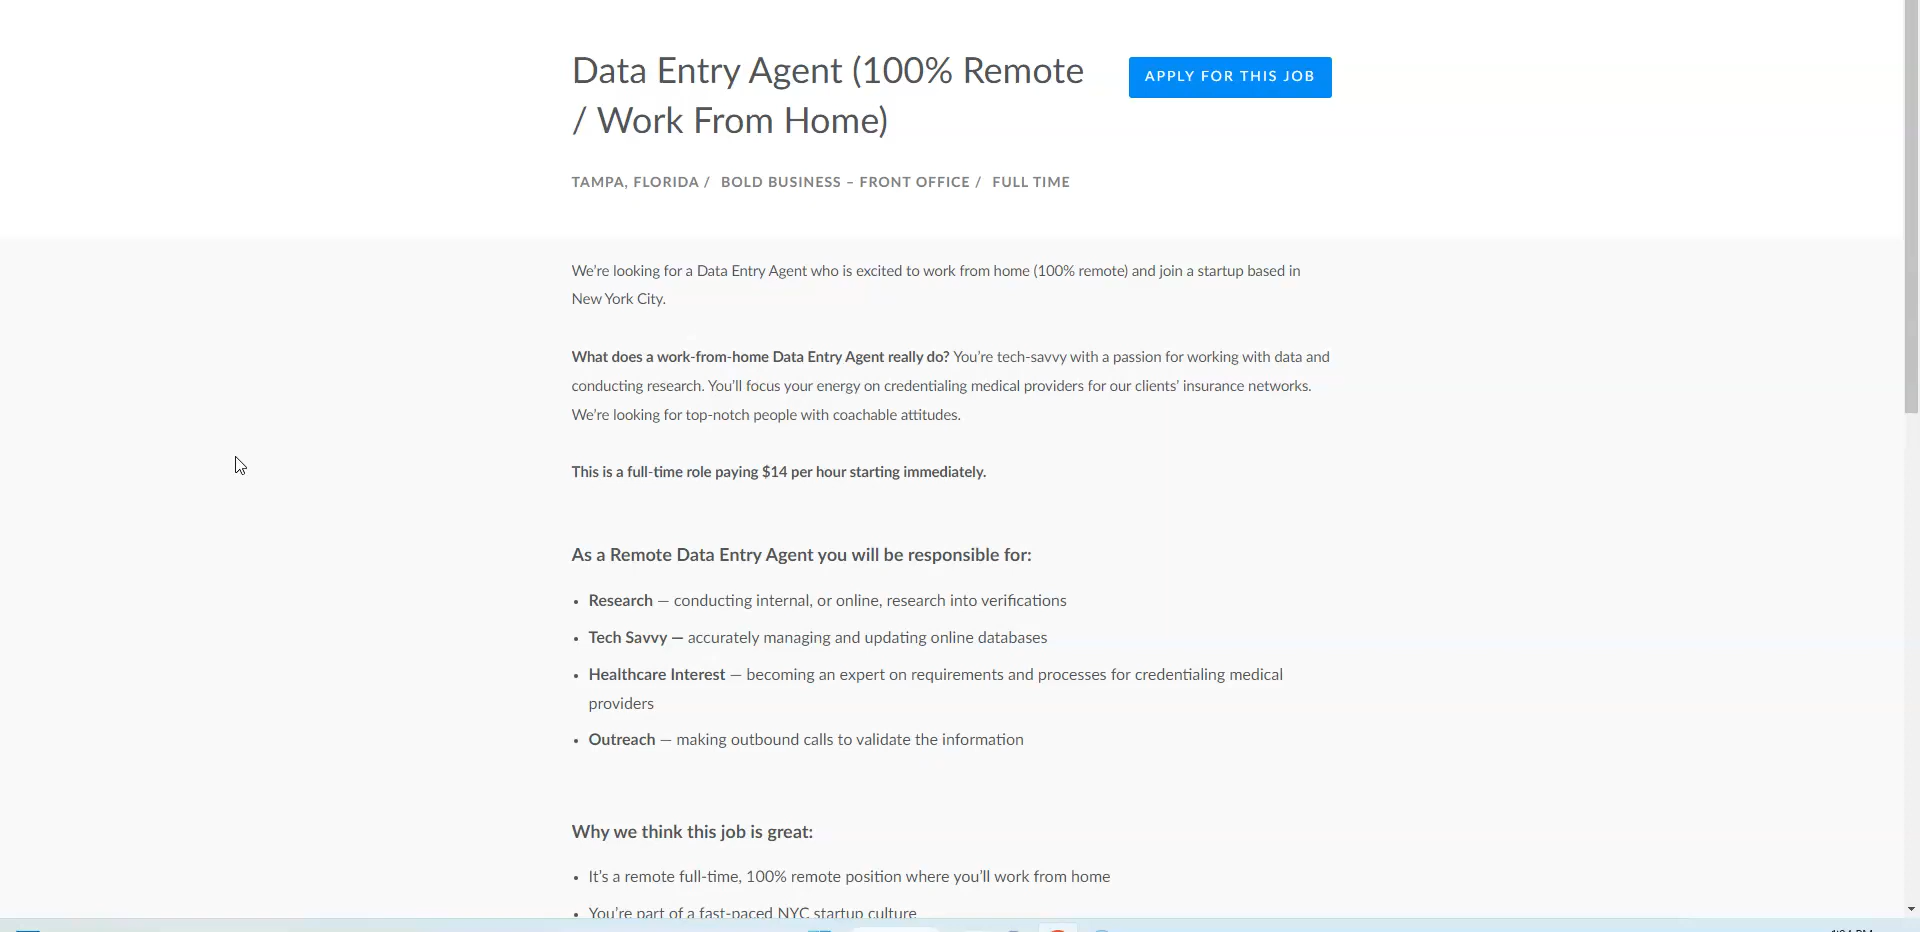 Data Entry Agent (100% Remote
/ Work From Home)
APPLY FOR THIS JOB
TAMPA, FLORIDA / BOLD BUSINESS – FRONT OFFICE / FULL TIME
We’re looking for a Data Entry Agent who is excited to work from home (100% remote) and join a startup based in
New York City.
What does a work-from-home Data Entry Agent really do? You’re tech-savvy with a passion for working with data and
conducting research. You’ll focus your energy on credentialing medical providers for our clients’ insurance networks.
We’re looking for top-notch people with coachable attitudes.
This is a full-time role paying $14 per hour starting immediately.
As a Remote Data Entry Agent you will be responsible for:
• Research — conducting internal, or online, research into verifications
• Tech Savvy — accurately managing and updating online databases
• Healthcare Interest — becoming an expert on requirements and processes for credentialing medical
providers
• Outreach — making outbound calls to validate the information
Why we think this job is great:
• It’s a remote full-time, 100% remote position where you’ll work from home
• You’re part of a fast-paced NYC startup culture